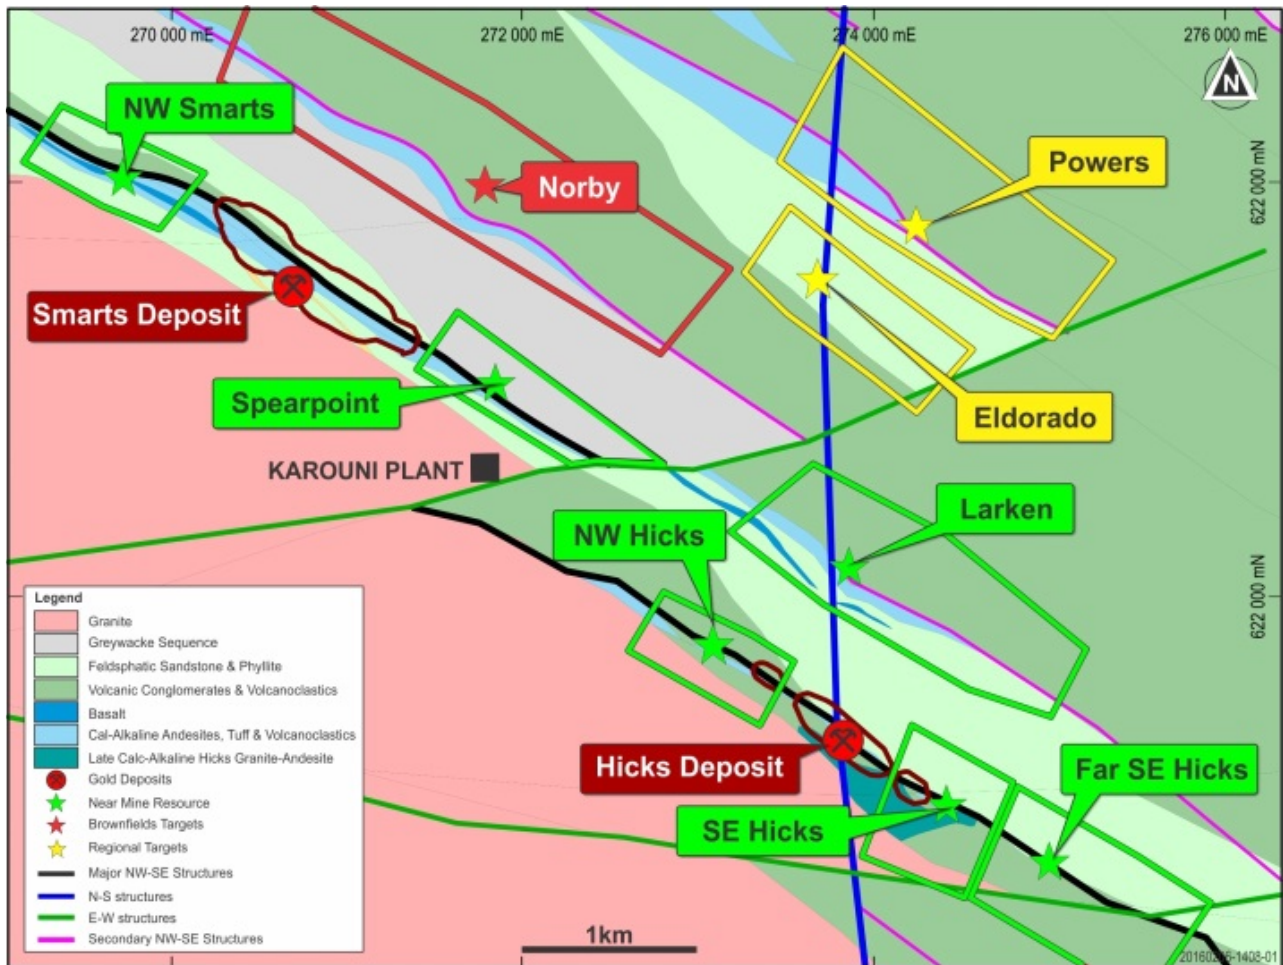 270 000 mE
272 000 mE
274 000 mE
276 000 mE
N
NW Smarts
Powers
Norby
622 000 mN
Smarts Deposit
Spearpoint
Eldorado
KAROUNI PLANT
Larken
NW Hicks
622 000 mN
Legend
Granite
Greywacke Sequence
Feldsphatic Sandstone & Phyllite
Volcanic Conglomerates & Volcanoclastics
Basalt
Cal-Alkaline Andesites, Tuff & Volcanoclastics
Late Calc-Alkaline Hicks Granite-Andesite
Gold Deposits
Near Mine Resource
Brownfields Targets
Regional Targets
Major NW-SE Structures
N-S structures
E-W structures
Secondary NW-SE Structures
Hicks Deposit
Far SE Hicks
SE Hicks
1km